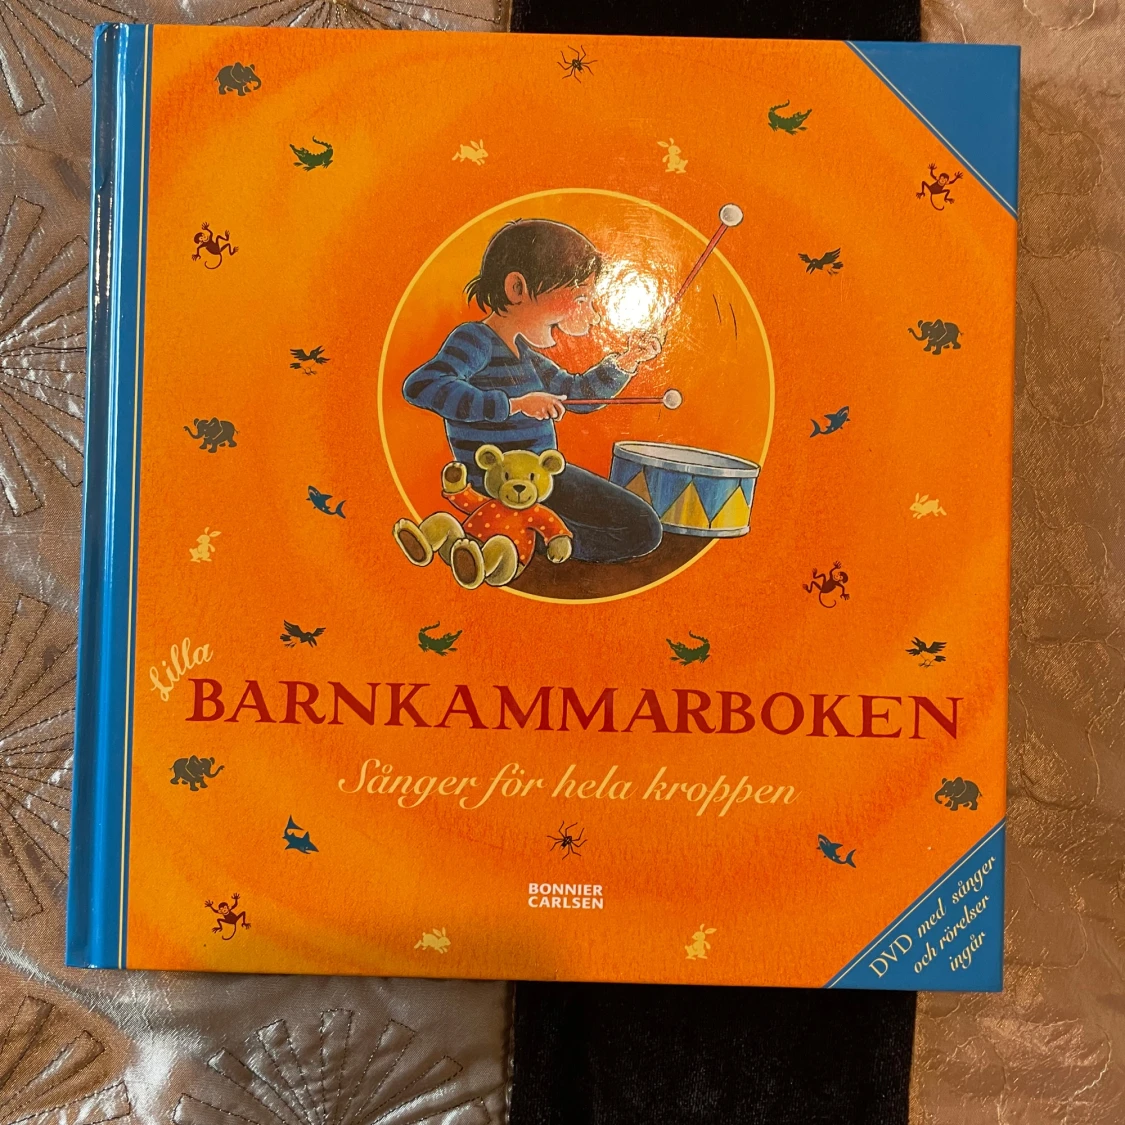 Lilla
BARNKAMMARBOKEN
Sånger för hela kroppen
BONNIER
CARLSEN
DVD med sånger
och rörelser
ingår